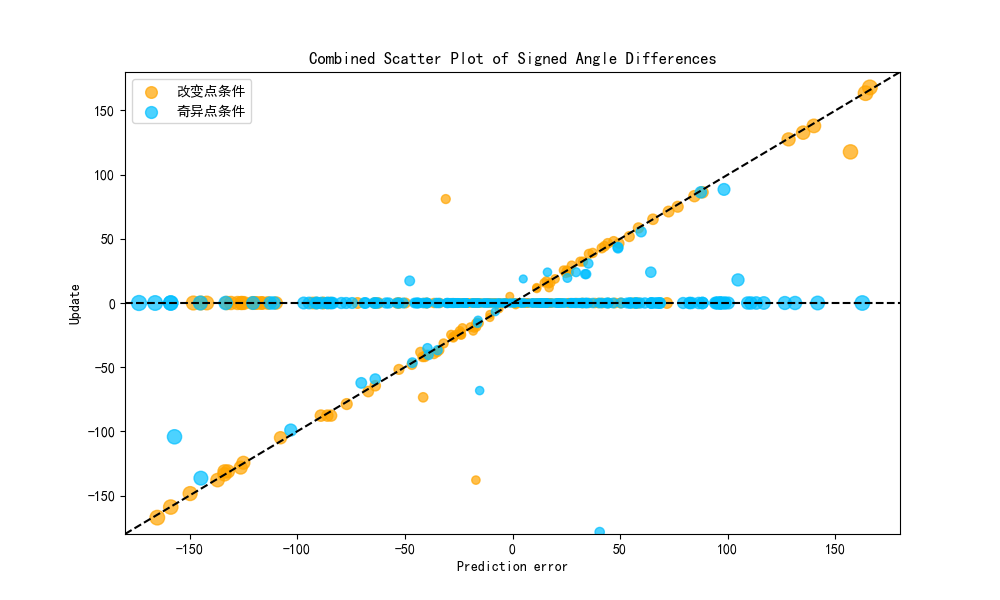 Combined Scatter Plot of Signed Angle Differences
改变点条件
奇异点条件
150
100
50
0
−50
−100
−150
Update
−150
−100
−50
0
50
100
150
Prediction error